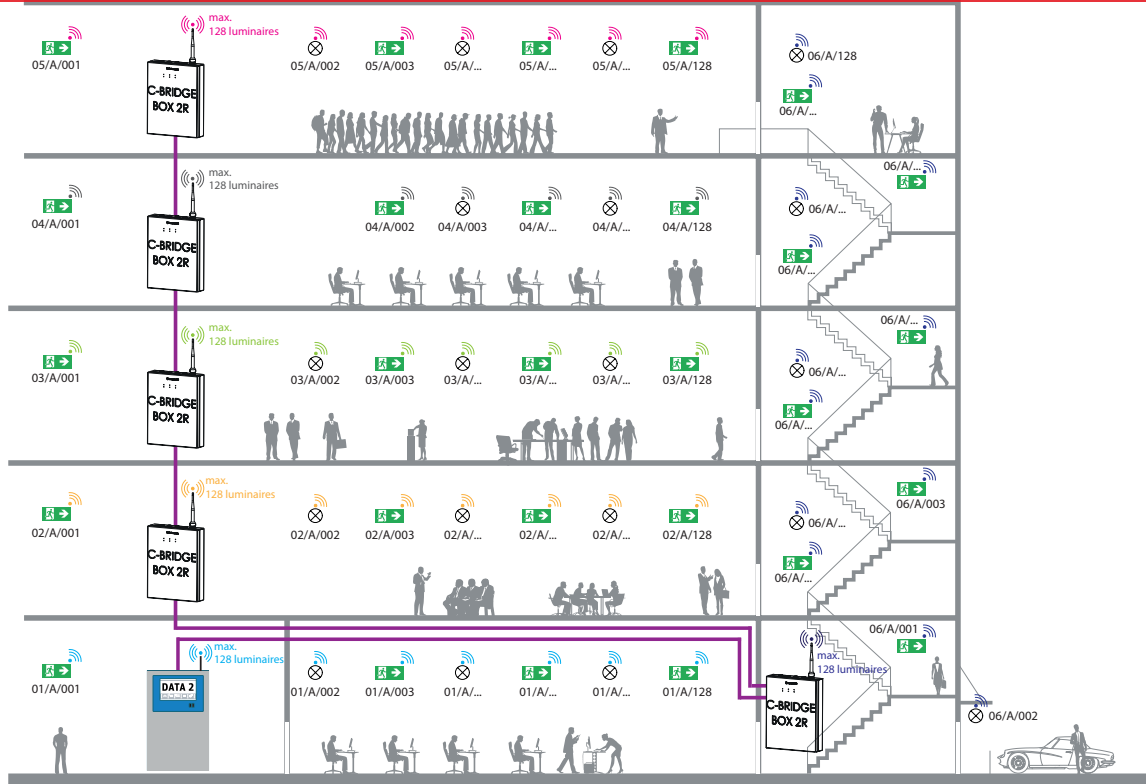 max.
128 luminaires
05/A/001
C-BRIDGE
BOX 2R
05/A/002
05/A/003
05/A/...
05/A/...
05/A/...
05/A/128
06/A/128
06/A/...
max.
128 luminaires
04/A/001
C-BRIDGE
BOX 2R
04/A/002
04/A/003
04/A/...
04/A/...
04/A/128
06/A/...
06/A/...
06/A/...
max.
128 luminaires
03/A/001
C-BRIDGE
BOX 2R
03/A/002
03/A/003
03/A/...
03/A/...
03/A/...
03/A/128
06/A/...
06/A/...
06/A/...
max.
128 luminaires
02/A/001
C-BRIDGE
BOX 2R
02/A/002
02/A/003
02/A/...
02/A/...
02/A/...
02/A/128
06/A/003
06/A/...
06/A/...
max.
128 luminaires
01/A/001
DATA 2
01/A/002
01/A/003
01/A/...
01/A/...
01/A/...
01/A/128
max.
128 luminaires
C-BRIDGE
BOX 2R
06/A/001
06/A/002